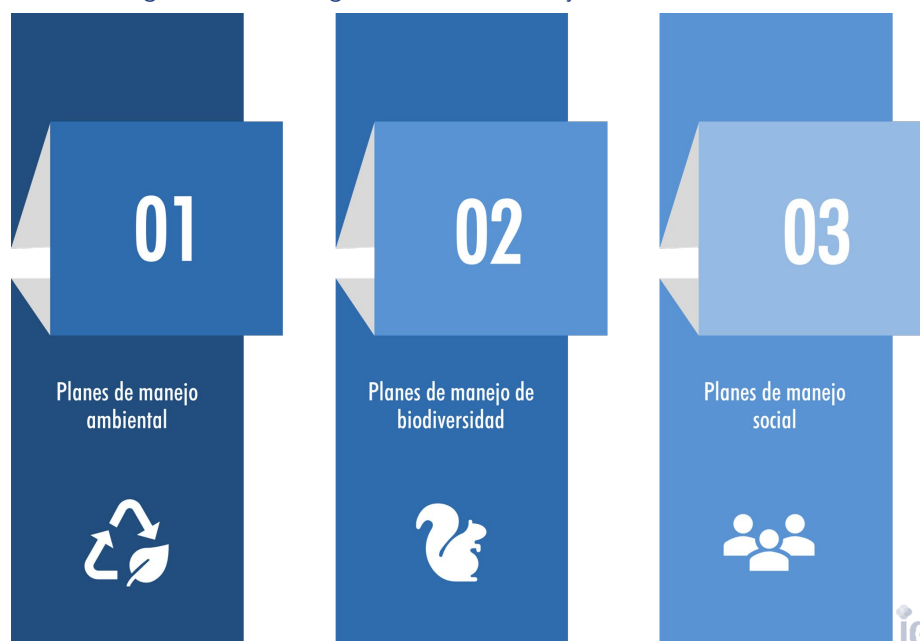 01
02
03
Planes de manejo
ambiental
Planes de manejo de
biodiversidad
Planes de manejo
social